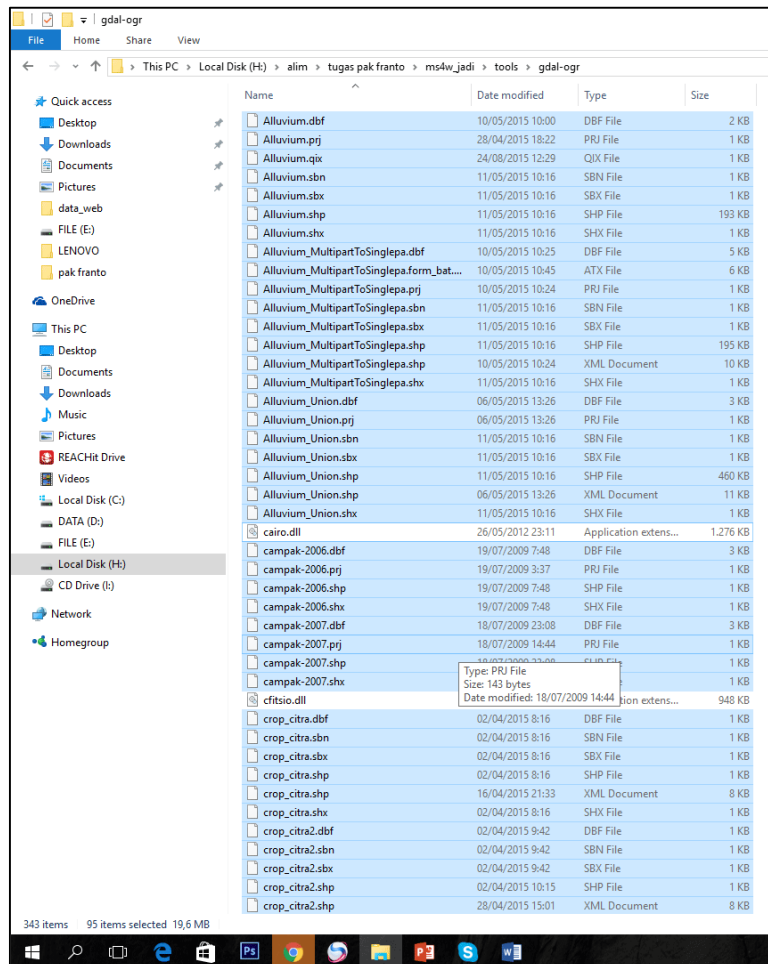 gdal-ogr
File Home Share View
This PC > Local Disk (H:) > alim > tugas pak franto > ms4w_jadi > tools > gdal-ogr
Quick access
Desktop
Downloads
Documents
Pictures
data_web
FILE (E:)
LENOVO
pak franto
OneDrive
This PC
Desktop
Documents
Downloads
Music
Pictures
REACHit Drive
Videos
Local Disk (C:)
DATA (D:)
FILE (E:)
Local Disk (H:)
CD Drive (I:)
Network
Homegroup
Name Date modified Type Size
Alluvium.dbf 10/05/2015 10:00 DBF File 2 KB
Alluvium.prj 28/04/2015 18:22 PRJ File 1 KB
Alluvium.qix 24/08/2015 12:29 QIX File 1 KB
Alluvium.sbn 11/05/2015 10:16 SBN File 1 KB
Alluvium.sbx 11/05/2015 10:16 SBX File 1 KB
Alluvium.shp 11/05/2015 10:16 SHP File 193 KB
Alluvium.shx 11/05/2015 10:16 SHX File 1 KB
Alluvium_MultipartToSinglepa.dbf 10/05/2015 10:25 DBF File 5 KB
Alluvium_MultipartToSinglepa.form_bat.... 10/05/2015 10:45 ATX File 6 KB
Alluvium_MultipartToSinglepa.prj 10/05/2015 10:24 PRJ File 1 KB
Alluvium_MultipartToSinglepa.sbn 11/05/2015 10:16 SBN File 1 KB
Alluvium_MultipartToSinglepa.sbx 11/05/2015 10:16 SBX File 1 KB
Alluvium_MultipartToSinglepa.shp 11/05/2015 10:16 SHP File 195 KB
Alluvium_MultipartToSinglepa.shp 10/05/2015 10:24 XML Document 10 KB
Alluvium_MultipartToSinglepa.shx 11/05/2015 10:16 SHX File 1 KB
Alluvium_Union.dbf 06/05/2015 13:26 DBF File 3 KB
Alluvium_Union.prj 06/05/2015 13:26 PRJ File 1 KB
Alluvium_Union.sbn 11/05/2015 10:16 SBN File 1 KB
Alluvium_Union.sbx 11/05/2015 10:16 SBX File 1 KB
Alluvium_Union.shp 11/05/2015 10:16 SHP File 460 KB
Alluvium_Union.shp 06/05/2015 13:26 XML Document 11 KB
Alluvium_Union.shx 11/05/2015 10:16 SHX File 1 KB
cairo.dll 26/05/2012 23:11 Application extens... 1.276 KB
campak-2006.dbf 19/07/2009 7:48 DBF File 3 KB
campak-2006.prj 19/07/2009 3:37 PRJ File 1 KB
campak-2006.shp 19/07/2009 7:48 SHP File 1 KB
campak-2006.shx 19/07/2009 7:48 SHX File 1 KB
campak-2007.dbf 18/07/2009 23:08 DBF File 3 KB
campak-2007.prj 18/07/2009 14:44 PRJ File 1 KB
campak-2007.shp 18/07/2009 23:08 SHP File 1 KB
campak-2007.shx 1 KB
Type: PRJ File
Size: 143 bytes
Date modified: 18/07/2009 14:44
cfitsio.dll tion extens... 948 KB
crop_citra.dbf 02/04/2015 8:16 DBF File 1 KB
crop_citra.sbn 02/04/2015 8:16 SBN File 1 KB
crop_citra.sbx 02/04/2015 8:16 SBX File 1 KB
crop_citra.shp 02/04/2015 8:16 SHP File 1 KB
crop_citra.shp 16/04/2015 21:33 XML Document 8 KB
crop_citra.shx 02/04/2015 8:16 SHX File 1 KB
crop_citra2.dbf 02/04/2015 9:42 DBF File 1 KB
crop_citra2.sbn 02/04/2015 9:42 SBN File 1 KB
crop_citra2.sbx 02/04/2015 9:42 SBX File 1 KB
crop_citra2.shp 02/04/2015 10:15 SHP File 1 KB
crop_citra2.shp 28/04/2015 15:01 XML Document 8 KB
343 items 95 items selected 19,6 MB